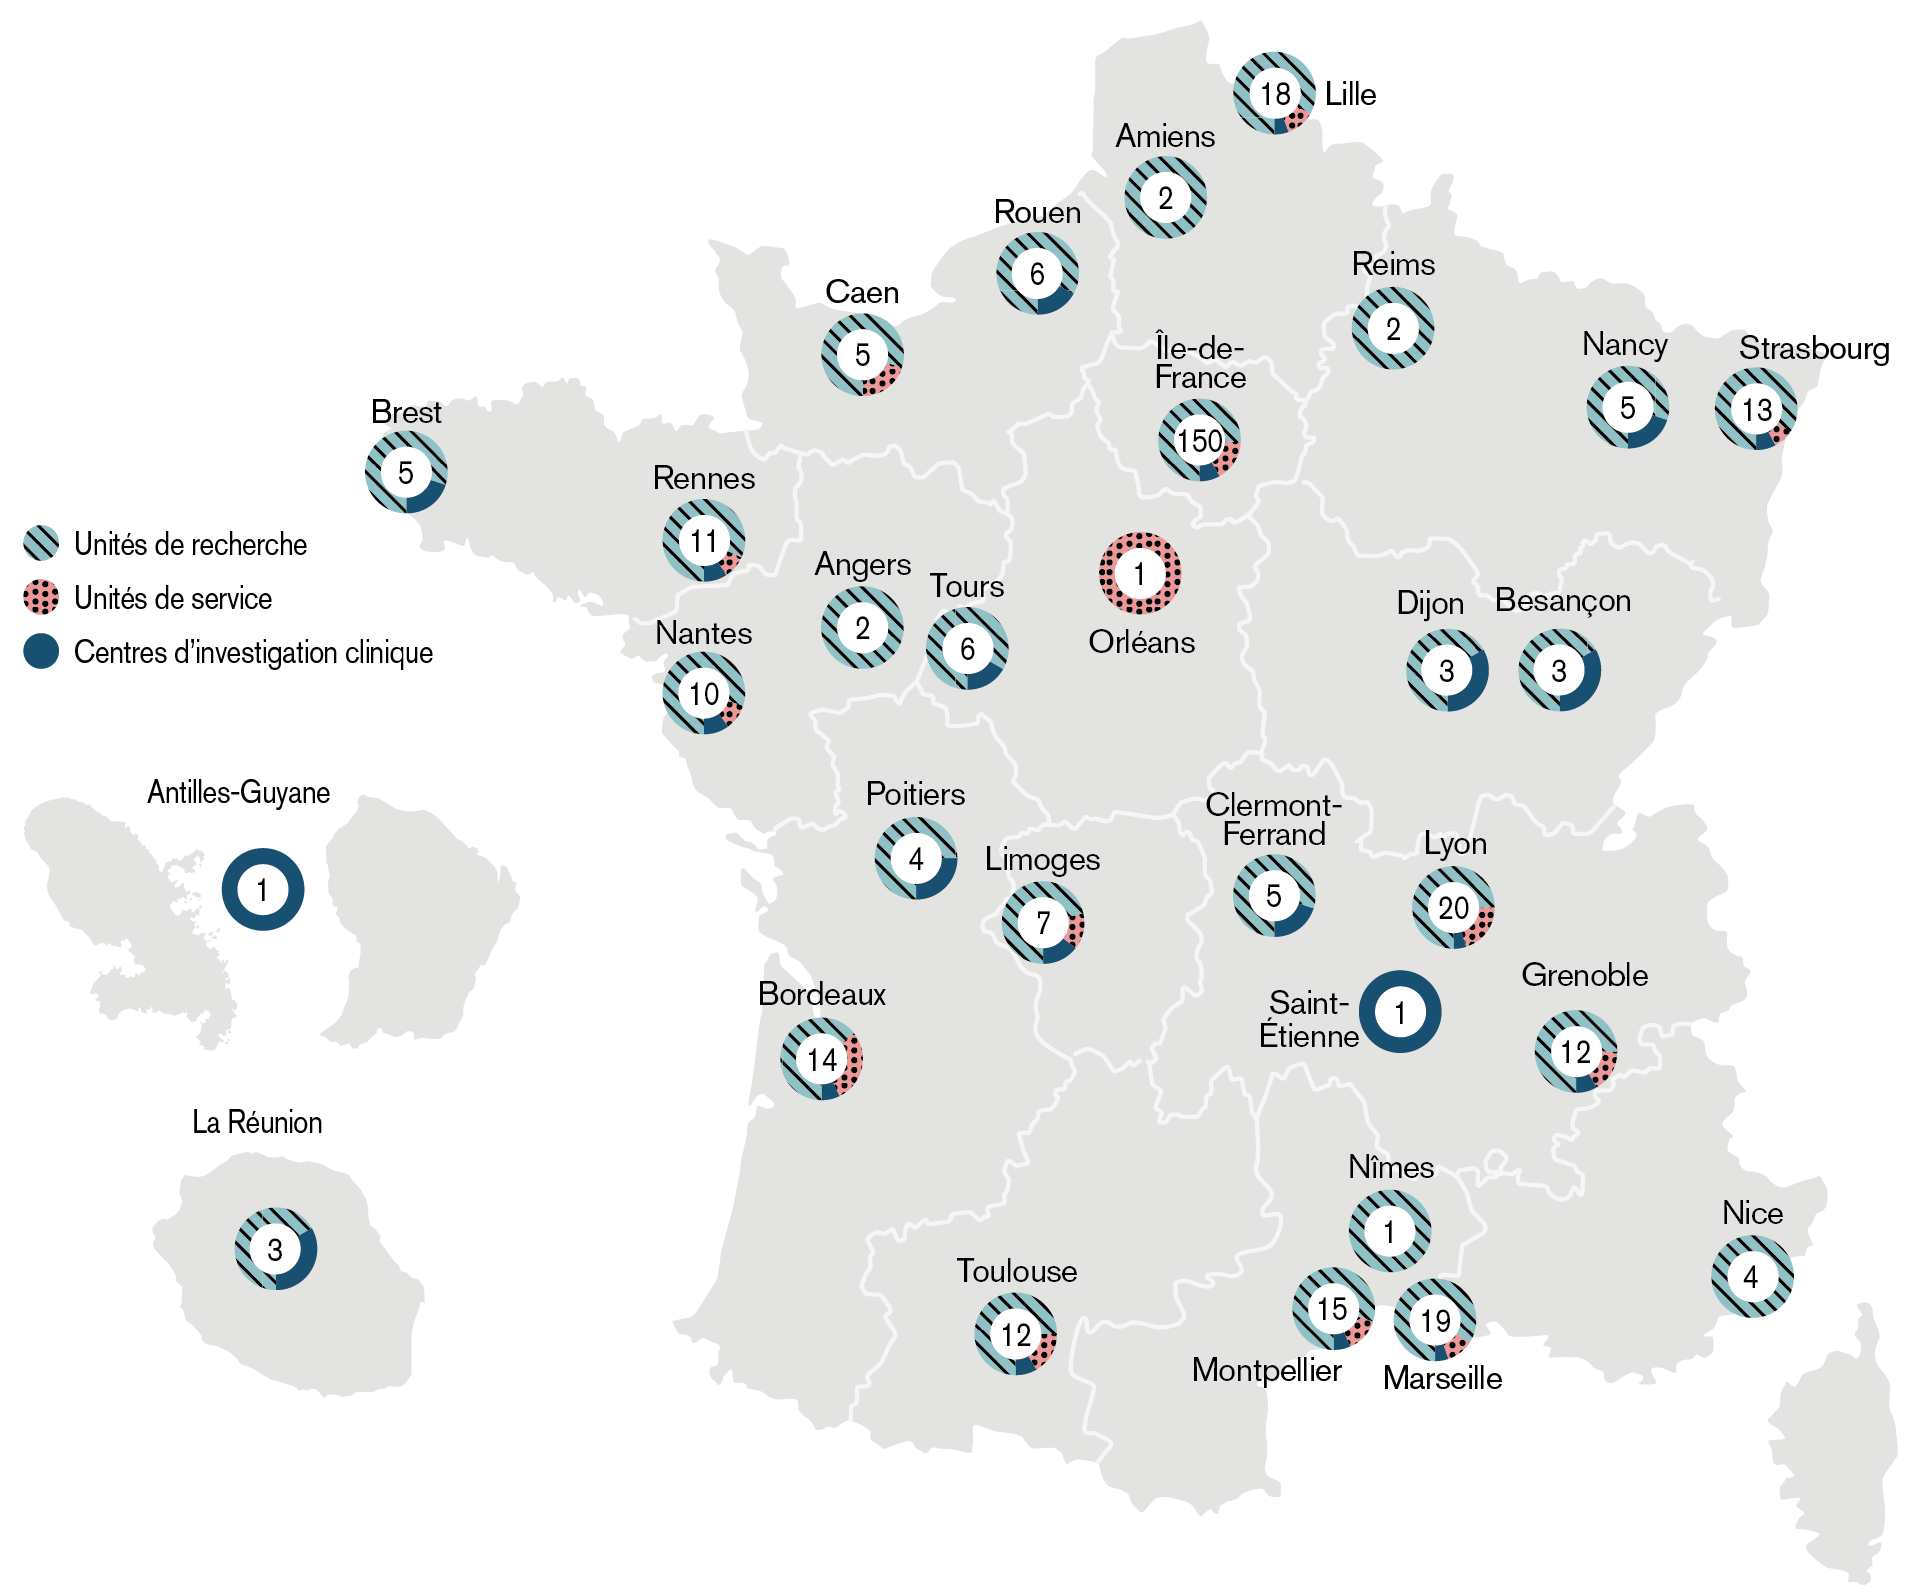 18
Lille
Amiens
2
Rouen
6
Caen
5
Reims
2
Île-de-
France
150
Nancy
5
Strasbourg
13
Brest
5
Rennes
11
Unités de recherche
Unités de service
Centres d’investigation clinique
Angers
2
Tours
6
1
Orléans
Dijon
3
Besançon
3
Nantes
10
Antilles-Guyane
1
Poitiers
4
Limoges
7
Clermont-
Ferrand
5
Lyon
20
Saint-
Étienne
1
Grenoble
12
Bordeaux
14
La Réunion
3
Nîmes
1
Nice
4
Toulouse
12
15
Montpellier
19
Marseille